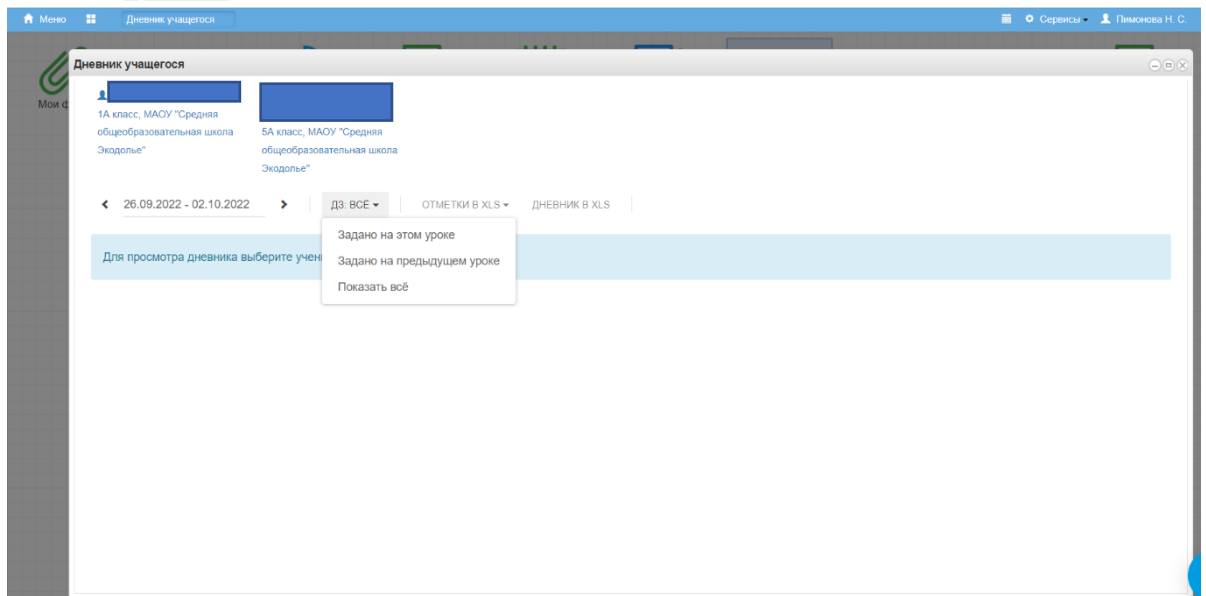 Меню
Дневник учащегося
Сервисы
Пимонова Н. С.
Мои ф
Дневник учащегося
1А класс, МАОУ "Средняя
общеобразовательная школа
Экодолье"
5А класс, МАОУ "Средняя
общеобразовательная школа
Экодолье"
26.09.2022 - 02.10.2022
ДЗ: ВСЁ
ОТМЕТКИ В XLS
ДНЕВНИК В XLS
Задано на этом уроке
Для просмотра дневника выберите учен
Задано на предыдущем уроке
Показать всё